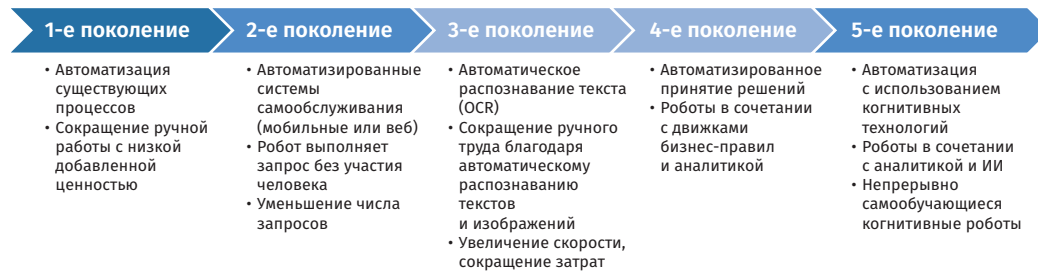 1-е поколение
• Автоматизация
существующих
процессов
• Сокращение ручной
работы с низкой
добавленной
ценностью
2-е поколение
• Автоматизированные
системы
самообслуживания
(мобильные или веб)
• Робот выполняет
запрос без участия
человека
• Уменьшение числа
запросов
3-е поколение
• Автоматическое
распознавание текста
(OCR)
• Сокращение ручного
труда благодаря
автоматическому
распознаванию
текстов
и изображений
• Увеличение скорости,
сокращение затрат
4-е поколение
• Автоматизированное
принятие решений
• Роботы в сочетании
с движками
бизнес-правил
и аналитикой
5-е поколение
• Автоматизация
с использованием
когнитивных
технологий
• Роботы в сочетании
с аналитикой и ИИ
• Непрерывно
самообучающиеся
когнитивные роботы